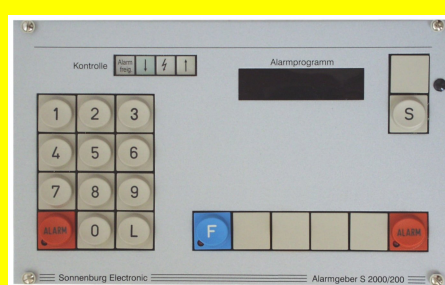 Kontrolle
Alarm
freig.
Alarmprogramm
S
1 2 3
4 5 6
7 8 9
ALARM 0 L
F
ALARM
Sonnenburg Electronic
Alarmgeber S 2000/200